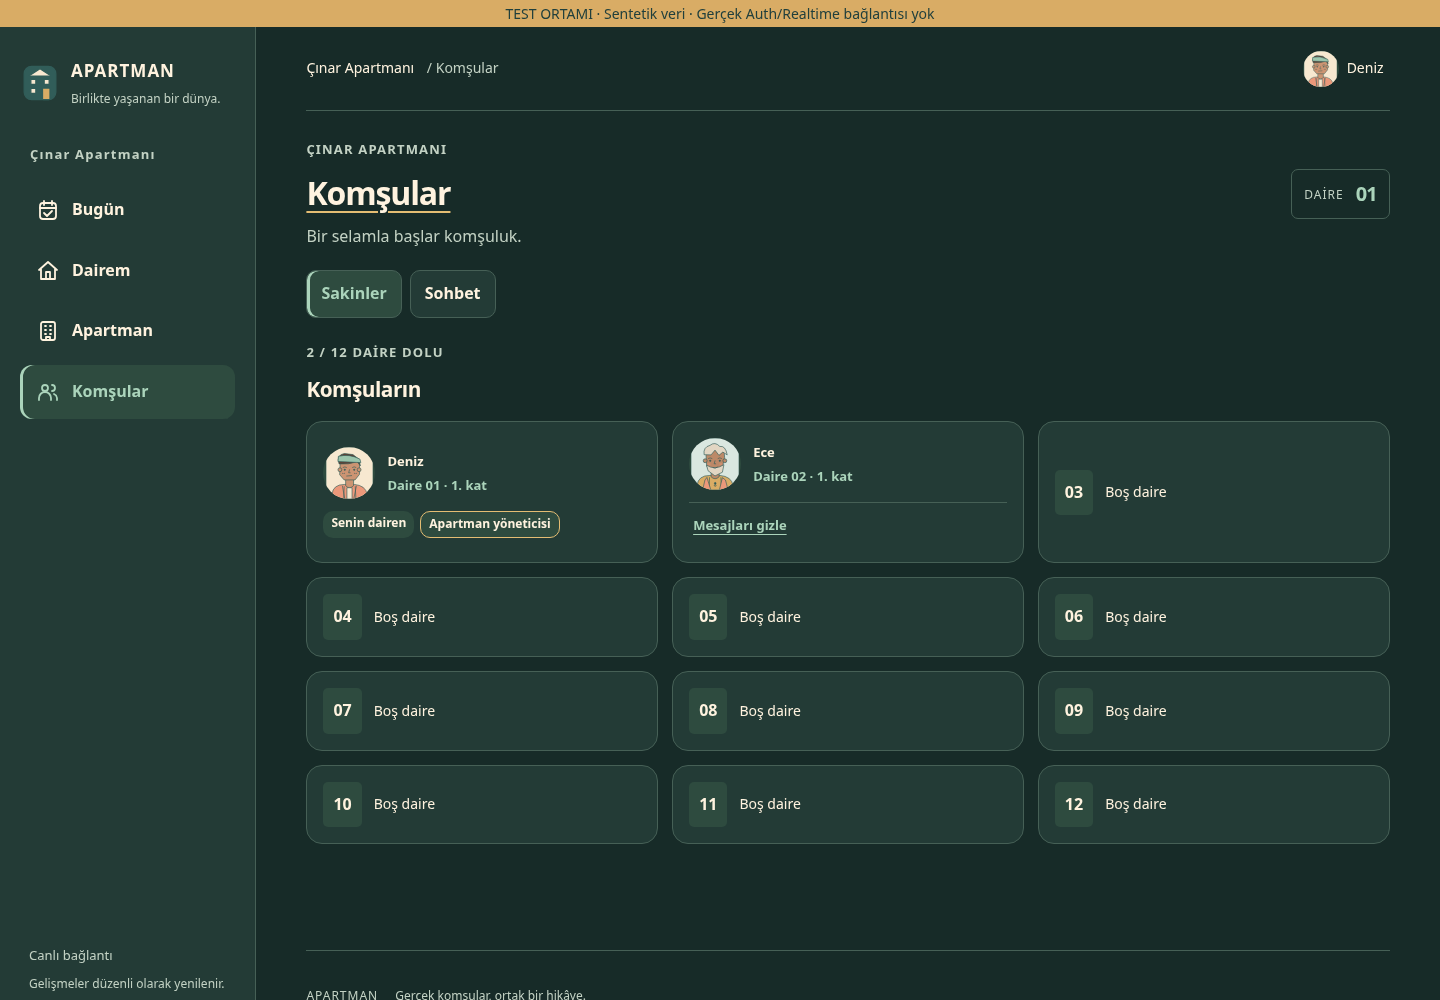 TEST ORTAMI · Sentetik veri · Gerçek Auth/Realtime bağlantısı yok
APARTMAN
Birlikte yaşanan bir dünya.
Çınar Apartmanı
Bugün
Dairem
Apartman
Komşular
Canlı bağlantı
Gelişmeler düzenli olarak yenilenir.
Çınar Apartmanı / Komşular
Deniz
ÇINAR APARTMANI
Komşular
Bir selamla başlar komşuluk.
DAİRE 01
Sakinler
Sohbet
2 / 12 DAİRE DOLU
Komşuların
Deniz
Daire 01 · 1. kat
Senin dairen
Apartman yöneticisi
Ece
Daire 02 · 1. kat
Mesajları gizle
03 Boş daire
04 Boş daire
05 Boş daire
06 Boş daire
07 Boş daire
08 Boş daire
09 Boş daire
10 Boş daire
11 Boş daire
12 Boş daire
APARTMAN Gerçek komşular, ortak bir hikâye.